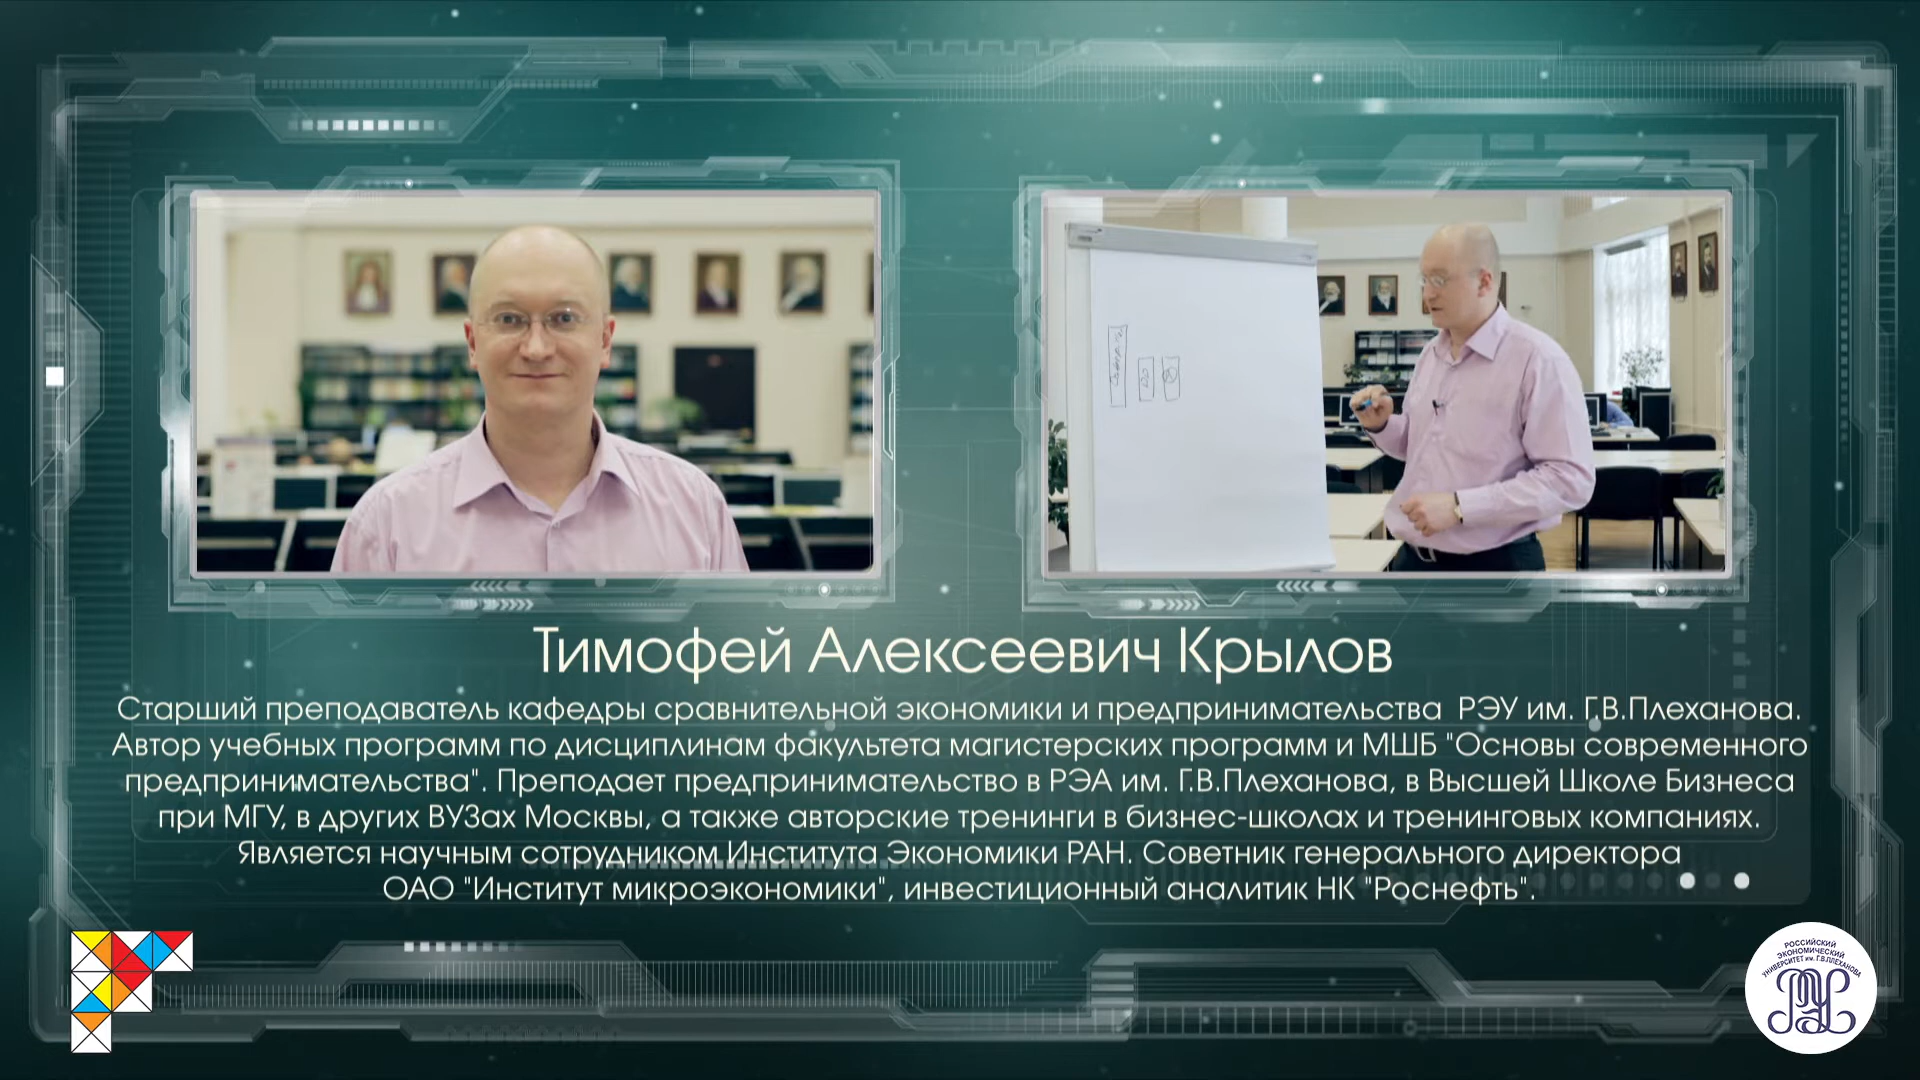 Тимофей Алексеевич Крылов
Старший преподаватель кафедры сравнительной экономики и предпринимательства РЭУ им. Г.В.Плеханова.
Автор учебных программ по дисциплинам факультета магистерских программ и МШБ "Основы современного
предпринимательства". Преподает предпринимательство в РЭА им. Г.В.Плеханова, в Высшей Школе Бизнеса
при МГУ, в других ВУЗах Москвы, а также авторские тренинги в бизнес-школах и тренинговых компаниях.
Является научным сотрудником Института Экономики РАН. Советник генерального директора
ОАО "Институт микроэкономики", инвестиционный аналитик НК "Роснефть".
РОССИЙСКИЙ
ЭКОНОМИЧЕСКИЙ
УНИВЕРСИТЕТ им. Г.В.ПЛЕХАНОВА